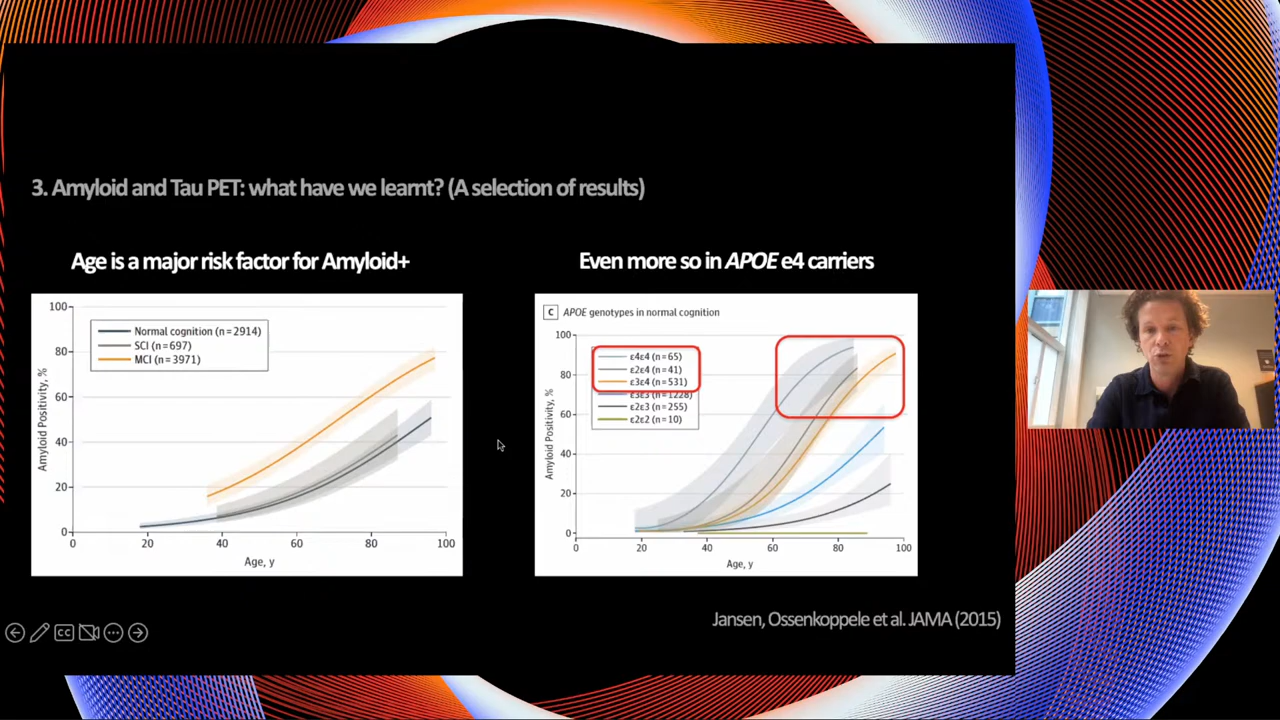 3. Amyloid and Tau PET: what have we learnt? (A selection of results)
Age is a major risk factor for Amyloid+
Even more so in APOE e4 carriers
100
80
60
40
20
0
Amyloid Positivity, %
Normal cognition (n=2914)
SCI (n=697)
MCI (n=3971)
0 20 40 60 80 100
Age, y
C APOE genotypes in normal cognition
100
80
60
40
20
0
Amyloid Positivity, %
ε4ε4 (n=65)
ε2ε4 (n=41)
ε3ε4 (n=531)
ε3ε3 (n=1228)
ε2ε3 (n=255)
ε2ε2 (n=10)
0 20 40 60 80 100
Age, y
Jansen, Ossenkoppele et al. JAMA (2015)
CC